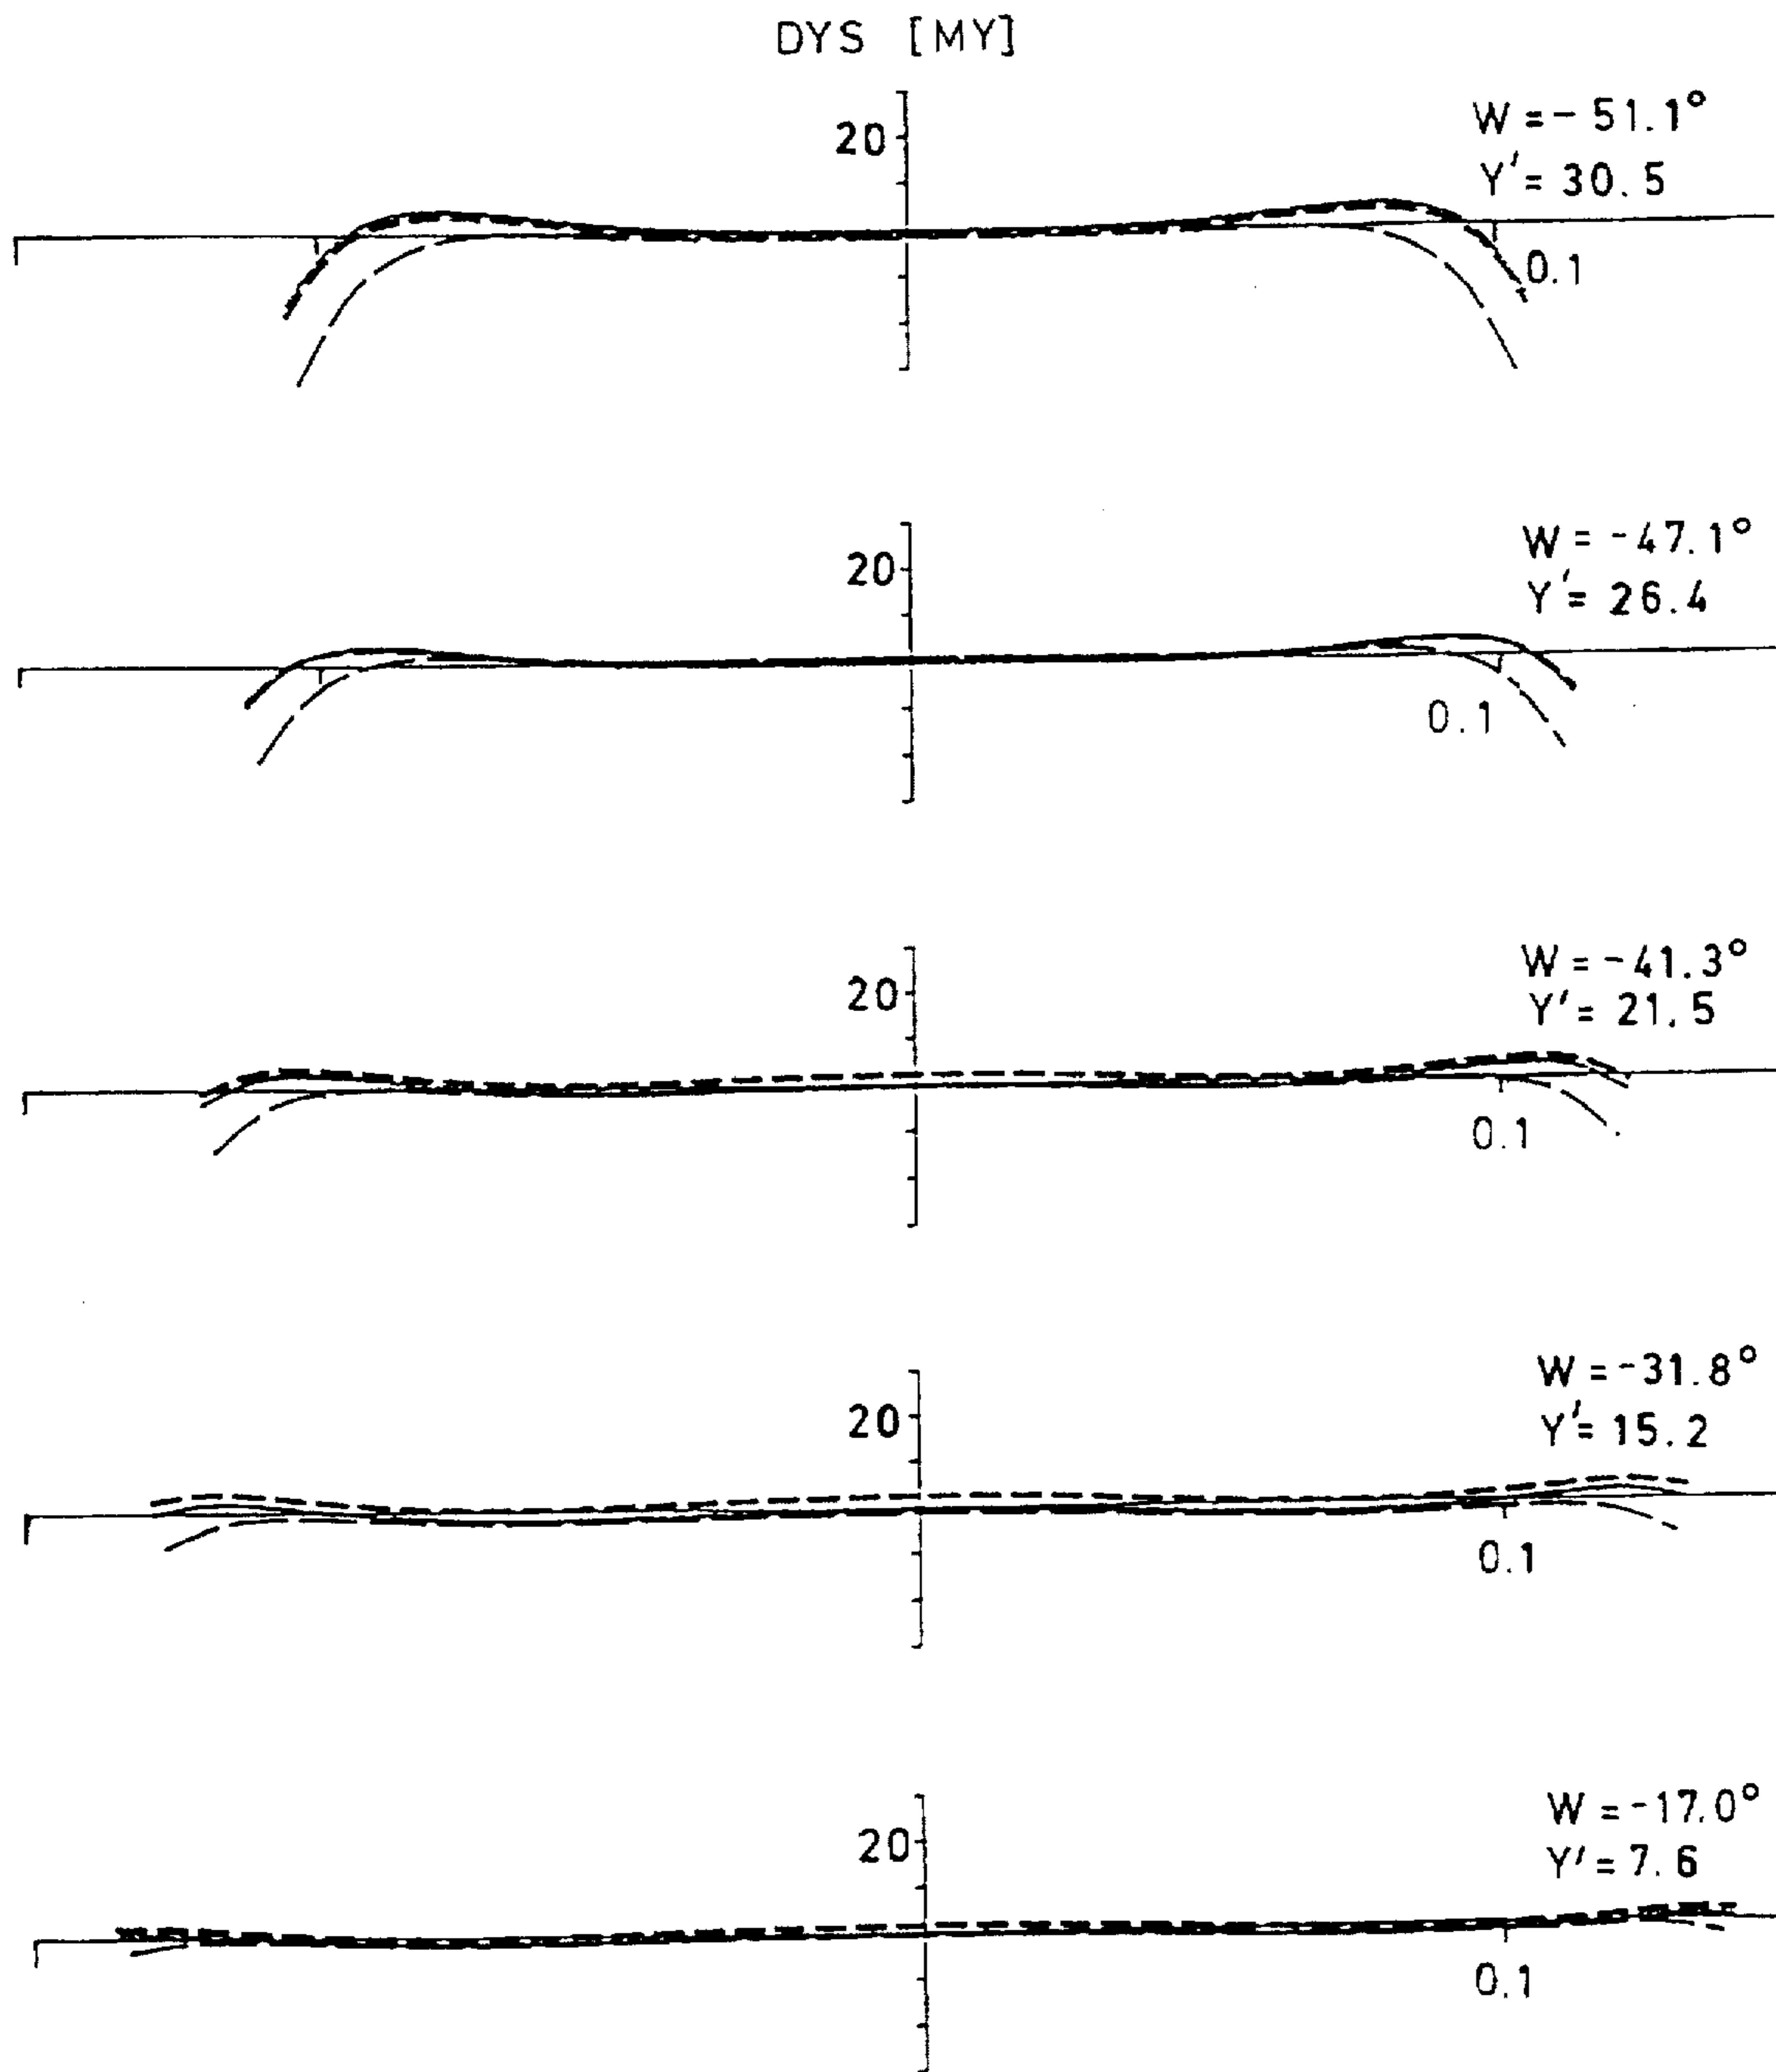 DYS [MY]
20
W = - 51.1°
Y' = 30.5
0.1
20
W = -47.1°
Y' = 26.4
0.1
20
W = -41.3°
Y' = 21.5
0.1
20
W = -31.8°
Y' = 15.2
0.1
20
W = -17.0°
Y' = 7.6
0.1